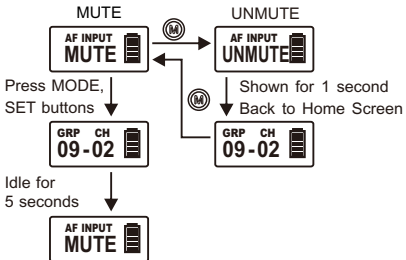 MUTE
UNMUTE
M
AF INPUT
MUTE
AF INPUT
UNMUTE
Press MODE,
SET buttons
M
Shown for 1 second
Back to Home Screen
GRP CH
09-02
GRP CH
09-02
Idle for
5 seconds
AF INPUT
MUTE